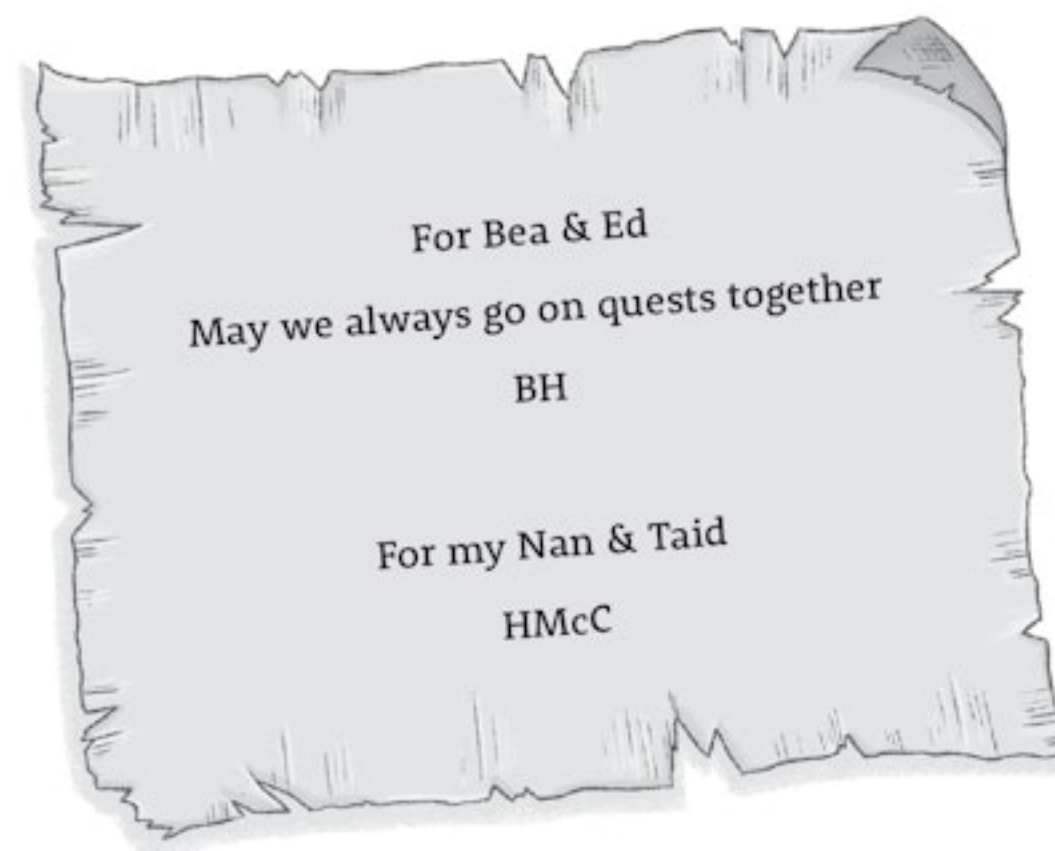 For Bea & Ed
May we always go on quests together
BH
For my Nan & Taid
HMcC